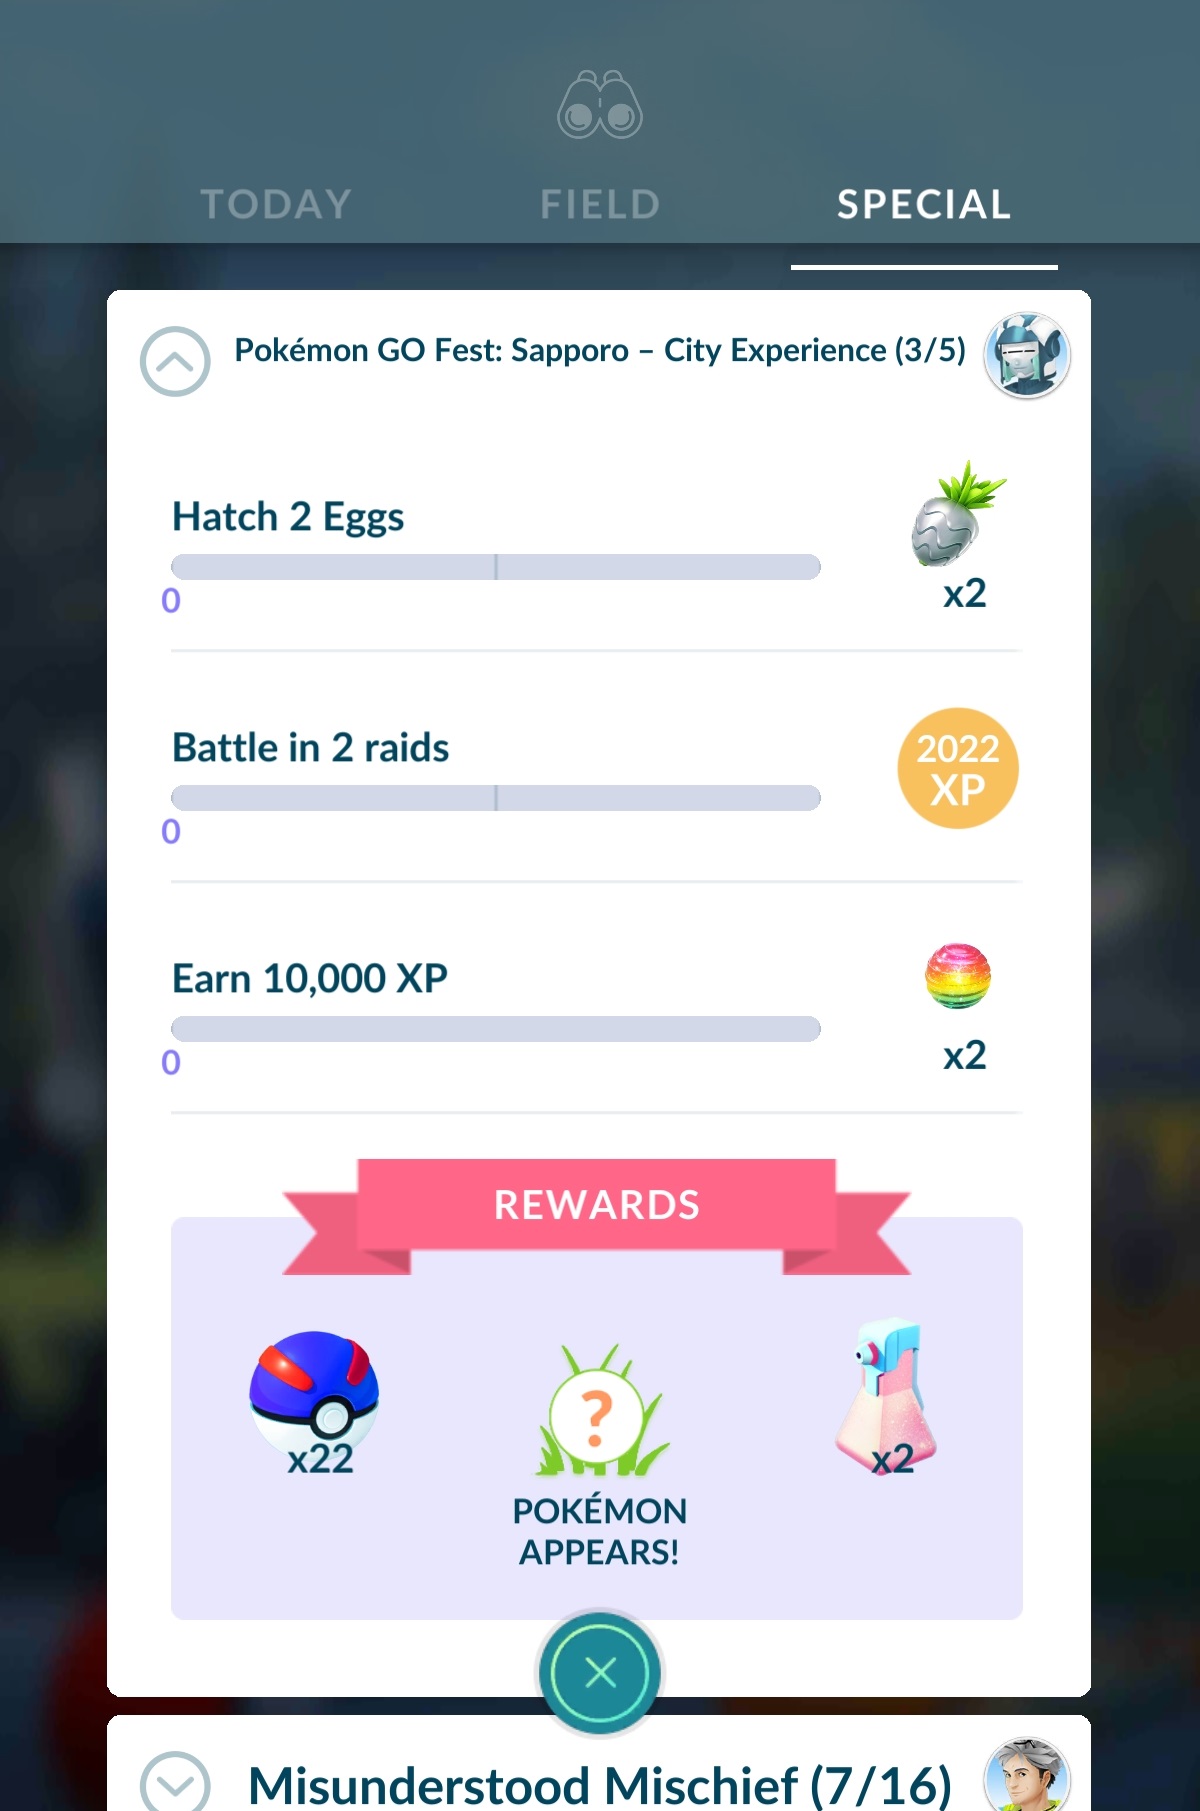 TODAY FIELD SPECIAL
Pokémon GO Fest: Sapporo – City Experience (3/5)
Hatch 2 Eggs
0
x2
Battle in 2 raids
0
2022
XP
Earn 10,000 XP
0
x2
REWARDS
x22
?
POKÉMON
APPEARS!
x2
Misunderstood Mischief (7/16)